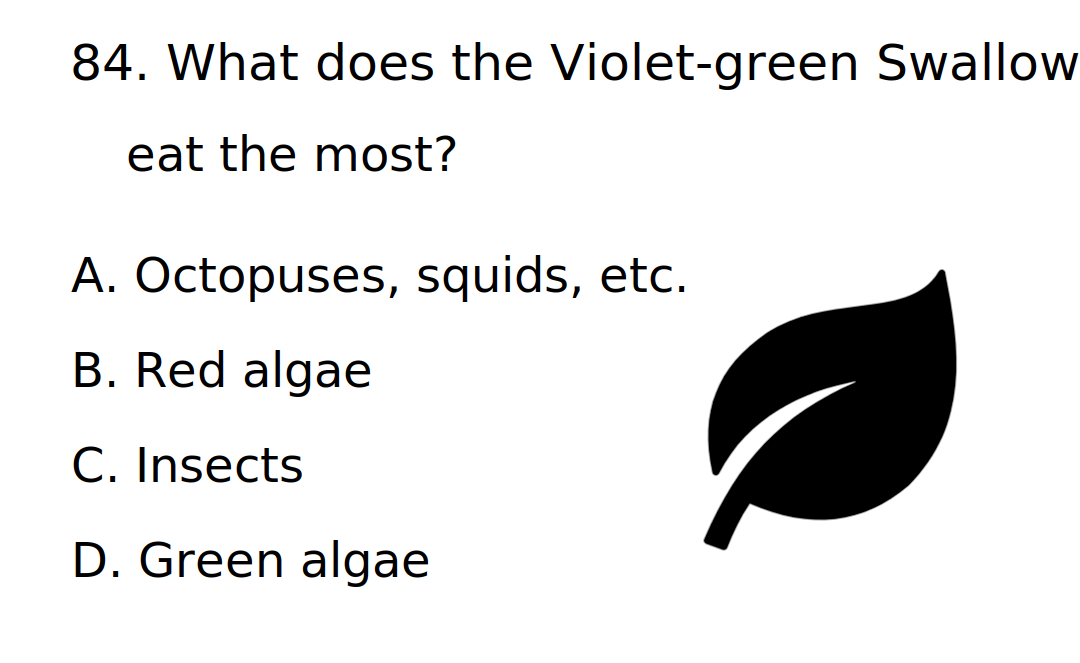 84. What does the Violet-green Swallow
eat the most?
A. Octopuses, squids, etc.
B. Red algae
C. Insects
D. Green algae